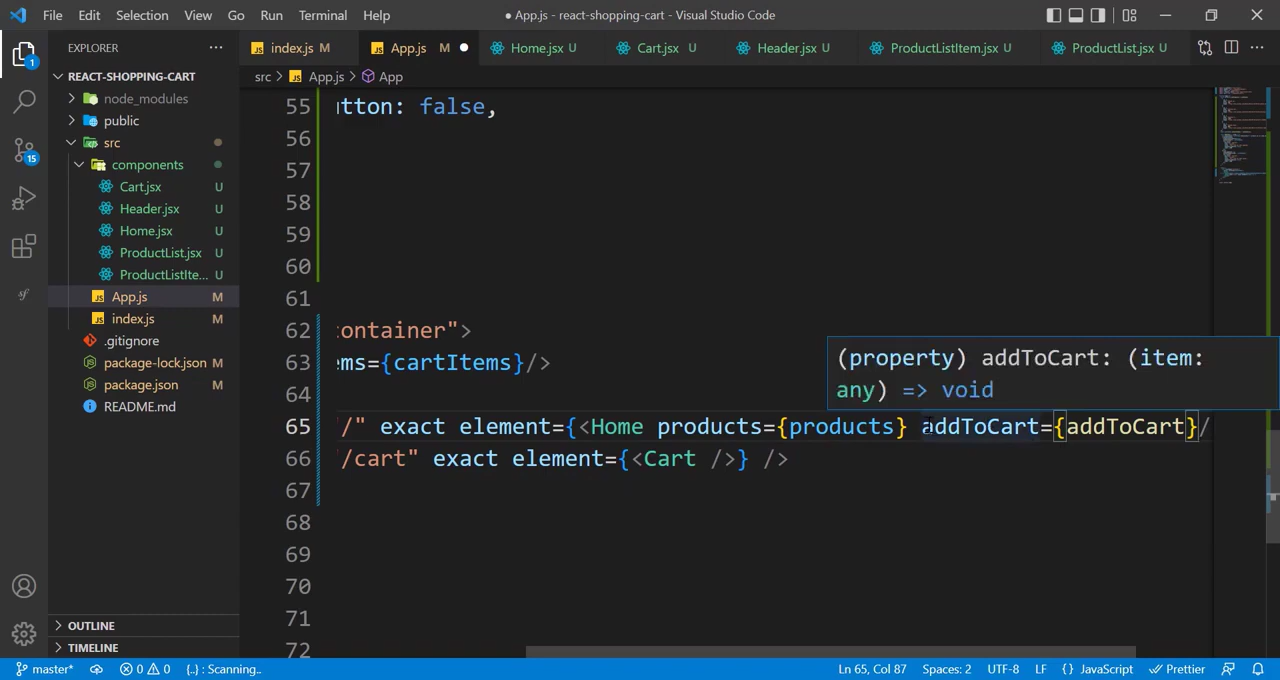 File Edit Selection View Go Run Terminal Help
● App.js - react-shopping-cart - Visual Studio Code
EXPLORER
index.js M
App.js M
Home.jsx U
Cart.jsx U
Header.jsx U
ProductListItem.jsx U
ProductList.jsx U
REACT-SHOPPING-CART
node_modules
public
src
components
Cart.jsx U
Header.jsx U
Home.jsx U
ProductList.jsx U
ProductListIte... U
App.js M
index.js M
.gitignore
package-lock.json M
package.json M
README.md
OUTLINE
TIMELINE
1
15
src > App.js > App
55 utton: false,
56
57
58
59
60
61
62 container">
63 ems={cartItems}/>
64
65 /" exact element={<Home products={products} addToCart={addToCart}/
66 /cart" exact element={<Cart />} />
67
68
69
70
71
72
(property) addToCart: (item:
any) => void
master*
0 0 {..} : Scanning..
Ln 65, Col 87 Spaces: 2 UTF-8 LF {} JavaScript Prettier